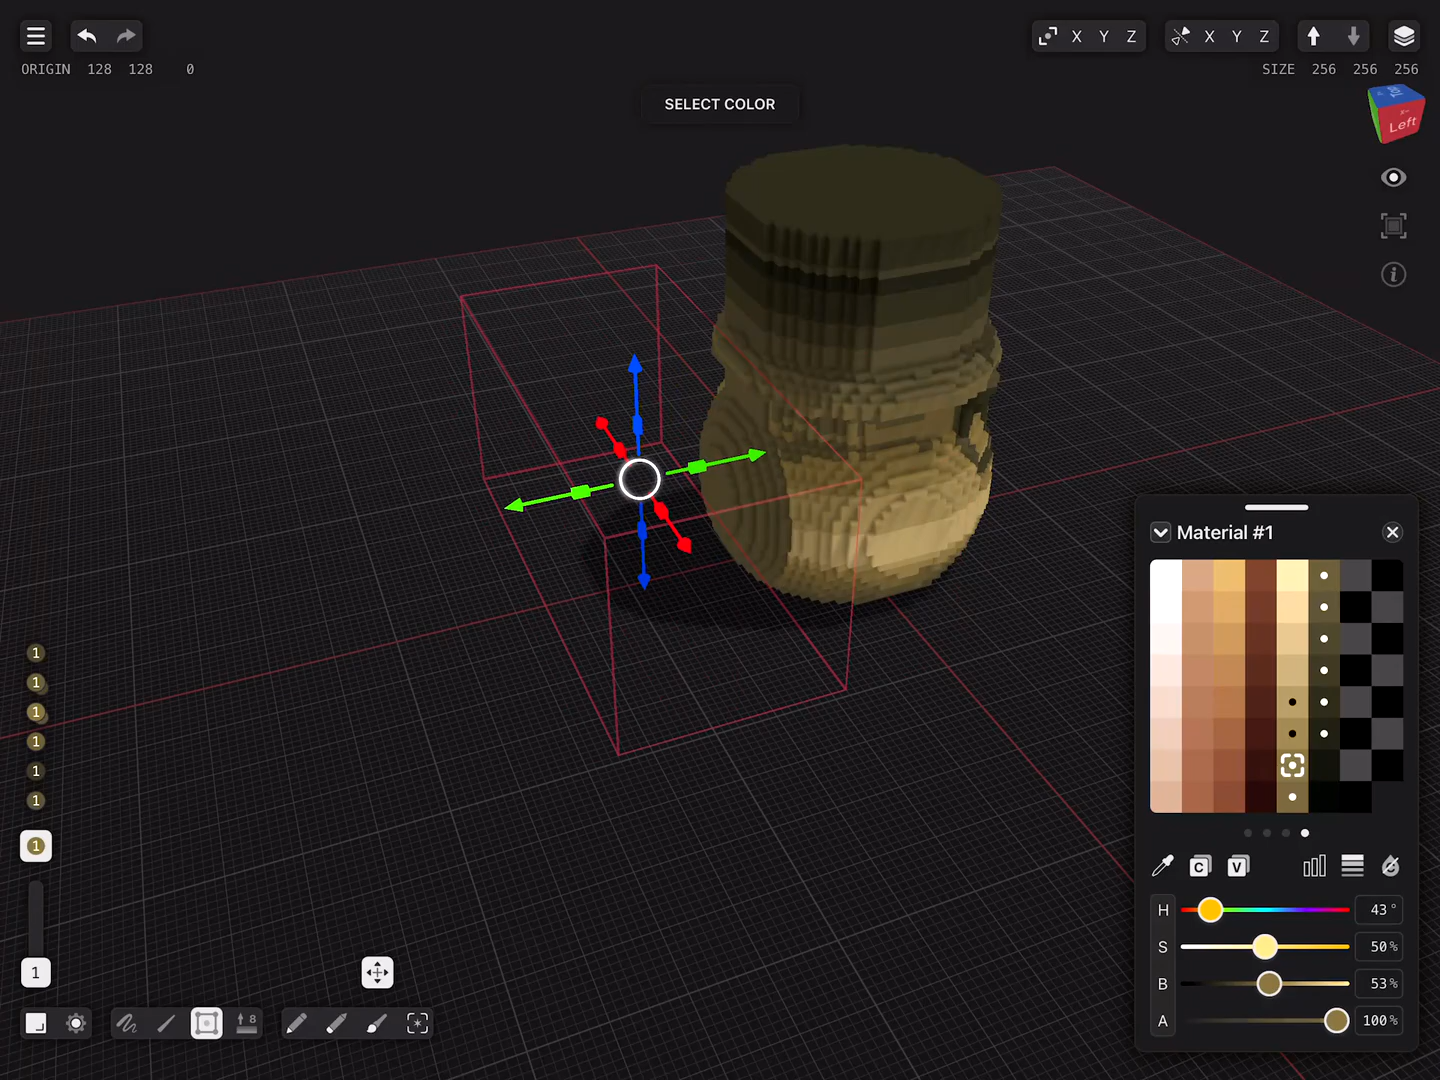 X Y Z
X Y Z
ORIGIN 128 128 0
SIZE 256 256 256
SELECT COLOR
Left
Material #1
1
1
1
1
1
1
1
1
8
C
V
H 43°
S 50%
B 53%
A 100%